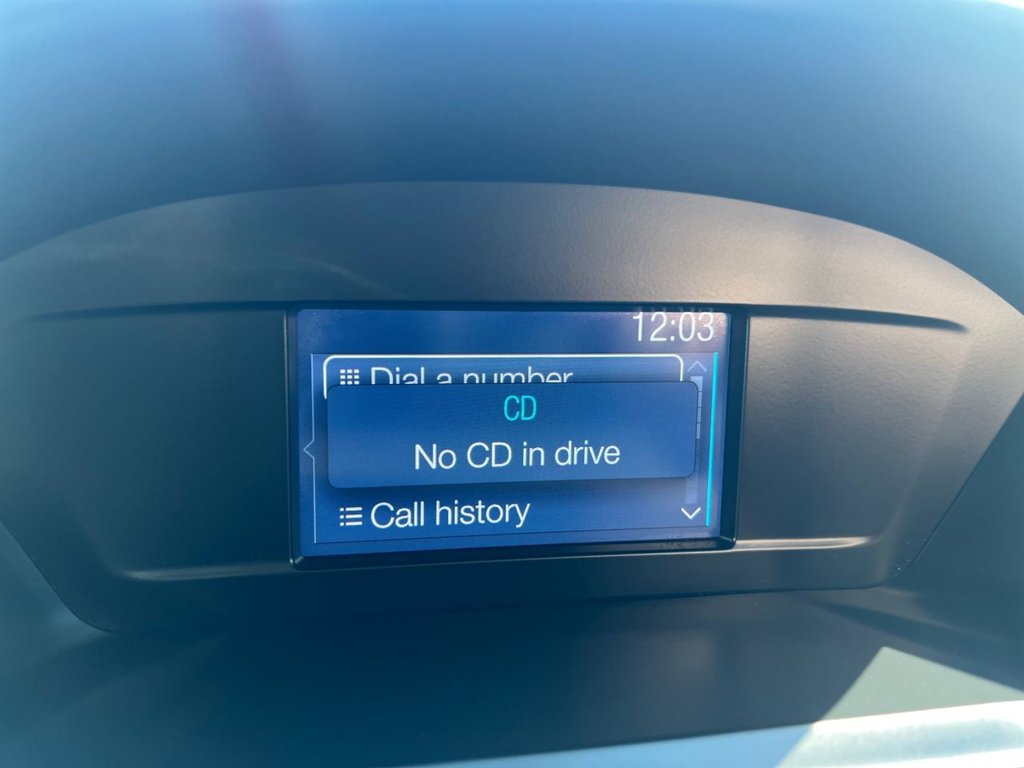 12:03
Dial a number
CD
No CD in drive
Call history